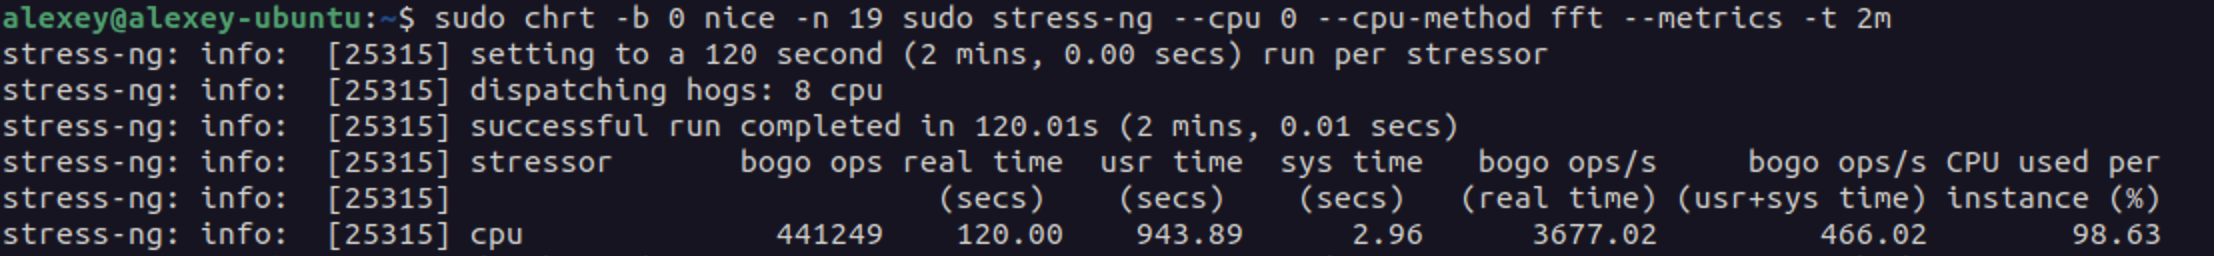 alexey@alexey-ubuntu:~$ sudo chrt -b 0 nice -n 19 sudo stress-ng --cpu 0 --cpu-method fft --metrics -t 2m
stress-ng: info:  [25315] setting to a 120 second (2 mins, 0.00 secs) run per stressor
stress-ng: info:  [25315] dispatching hogs: 8 cpu
stress-ng: info:  [25315] successful run completed in 120.01s (2 mins, 0.01 secs)
stress-ng: info:  [25315] stressor       bogo ops real time  usr time  sys time   bogo ops/s     bogo ops/s CPU used per
stress-ng: info:  [25315]                           (secs)    (secs)    (secs)   (real time) (usr+sys time) instance (%)
stress-ng: info:  [25315] cpu              441249    120.00    943.89      2.96      3677.02         466.02        98.63